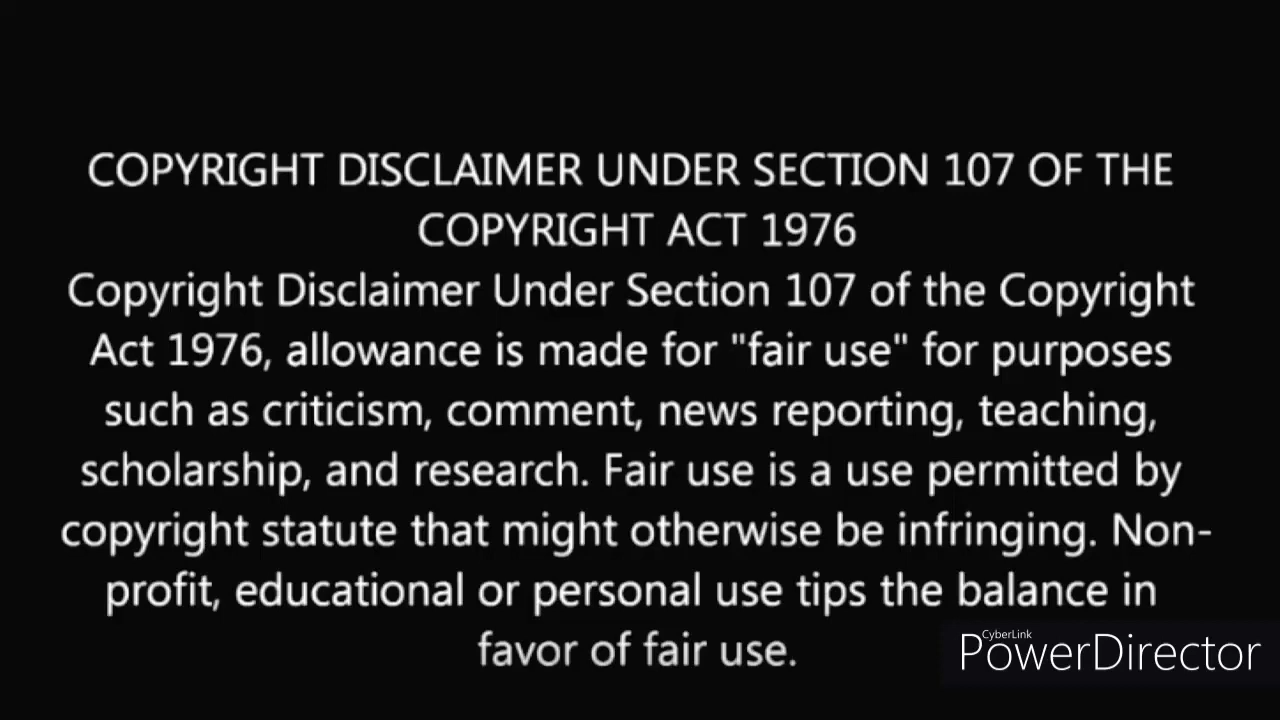 COPYRIGHT DISCLAIMER UNDER SECTION 107 OF THE
COPYRIGHT ACT 1976
Copyright Disclaimer Under Section 107 of the Copyright
Act 1976, allowance is made for "fair use" for purposes
such as criticism, comment, news reporting, teaching,
scholarship, and research. Fair use is a use permitted by
copyright statute that might otherwise be infringing. Non-
profit, educational or personal use tips the balance in
favor of fair use.
CyberLink
PowerDirector